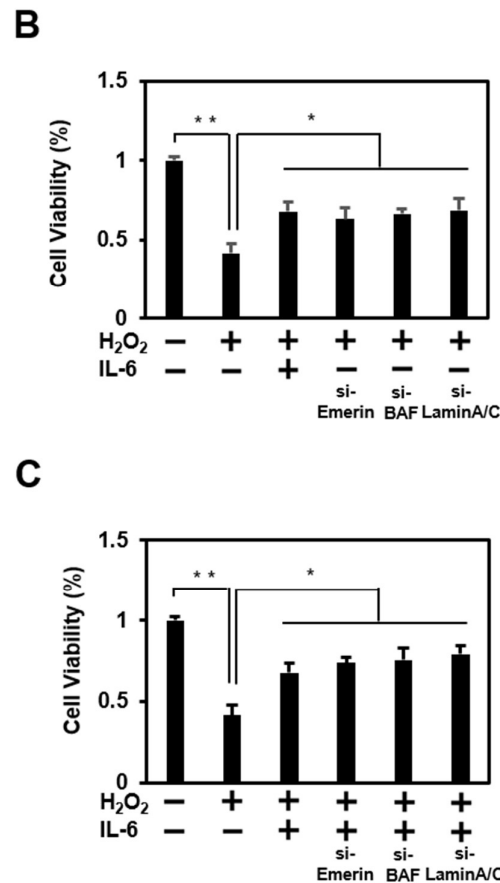 B
Cell Viability (%)
1.5
1
0.5
0
* *
*
H₂O₂ − + + + + +
IL-6 − − + − − −
si- si- si-
Emerin BAF LaminA/C
C
Cell Viability (%)
1.5
1
0.5
0
* *
*
H₂O₂ − + + + + +
IL-6 − − + + + +
si- si- si-
Emerin BAF LaminA/C